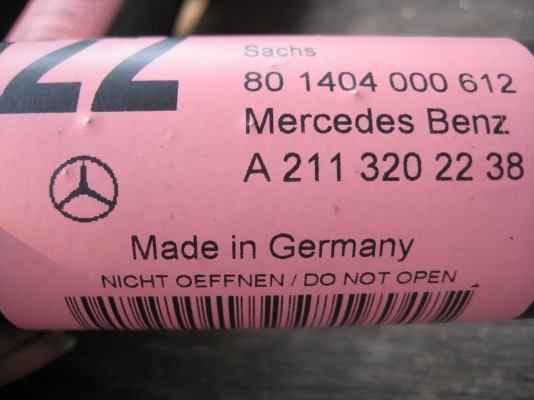 22
Sachs
80 1404 000 612
Mercedes Benz
A 211 320 22 38
Made in Germany
NICHT OEFFNEN / DO NOT OPEN